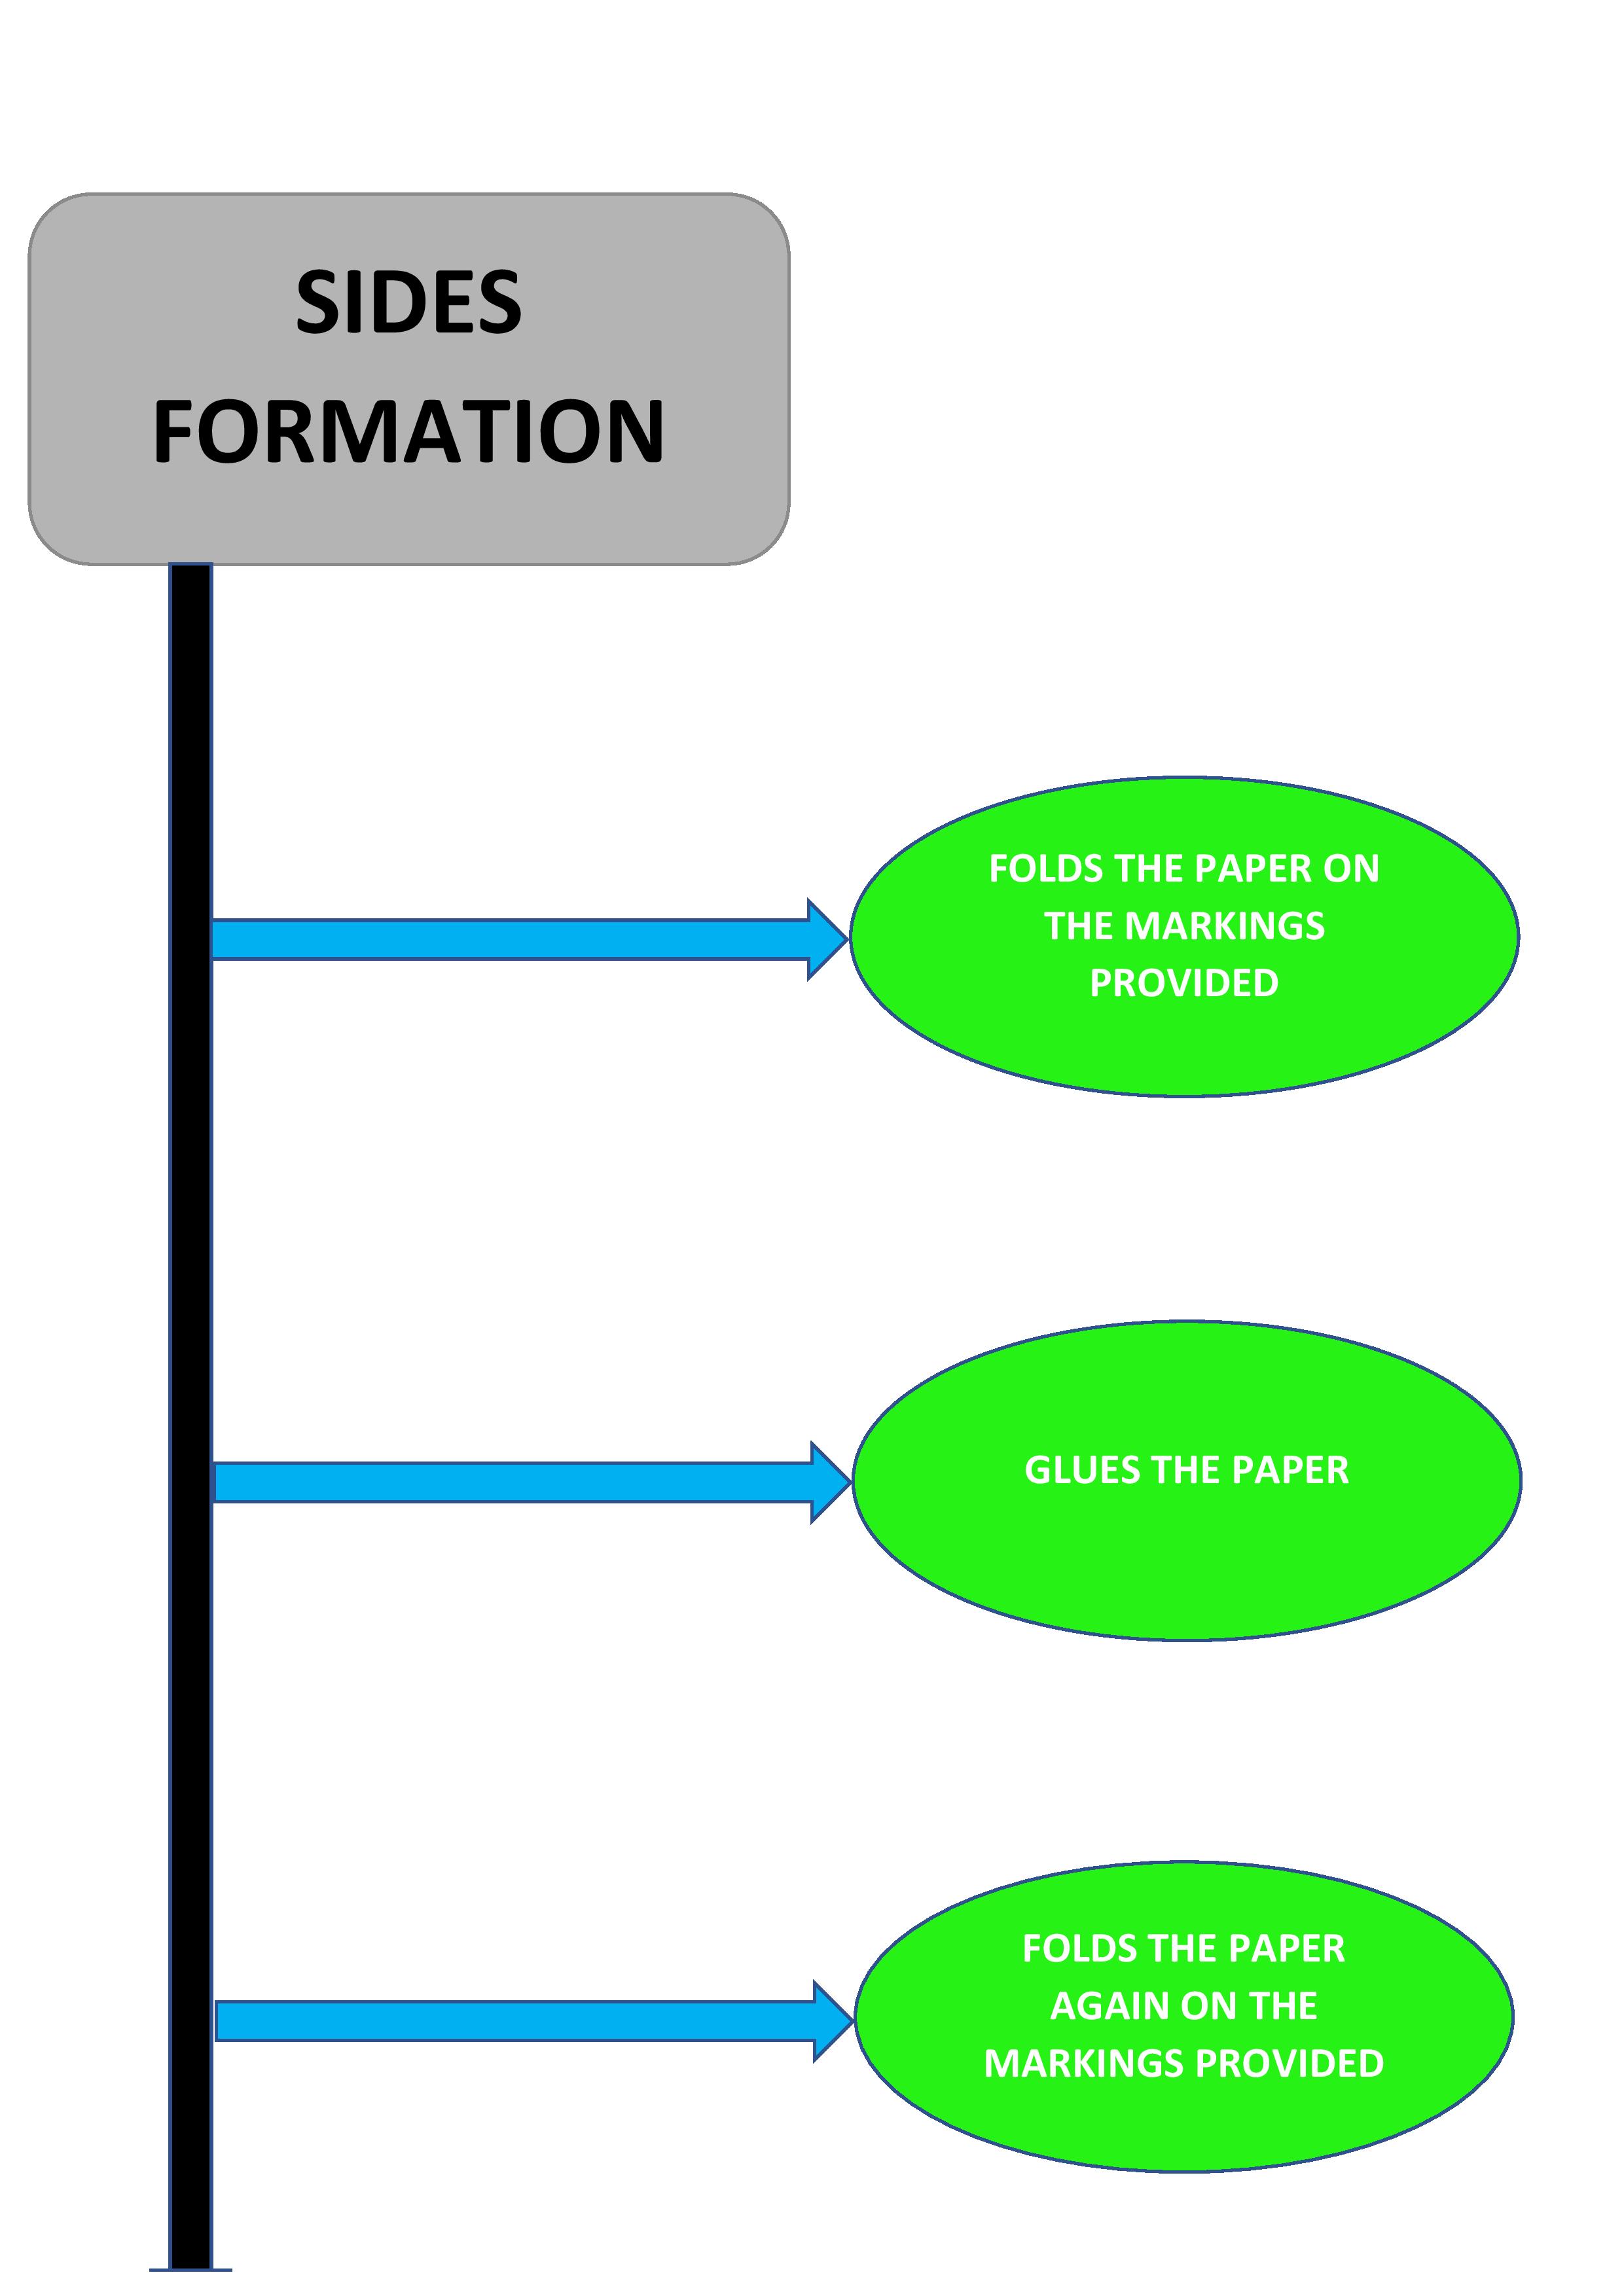 SIDES
FORMATION
FOLDS THE PAPER ON
THE MARKINGS
PROVIDED
GLUES THE PAPER
FOLDS THE PAPER
AGAIN ON THE
MARKINGS PROVIDED